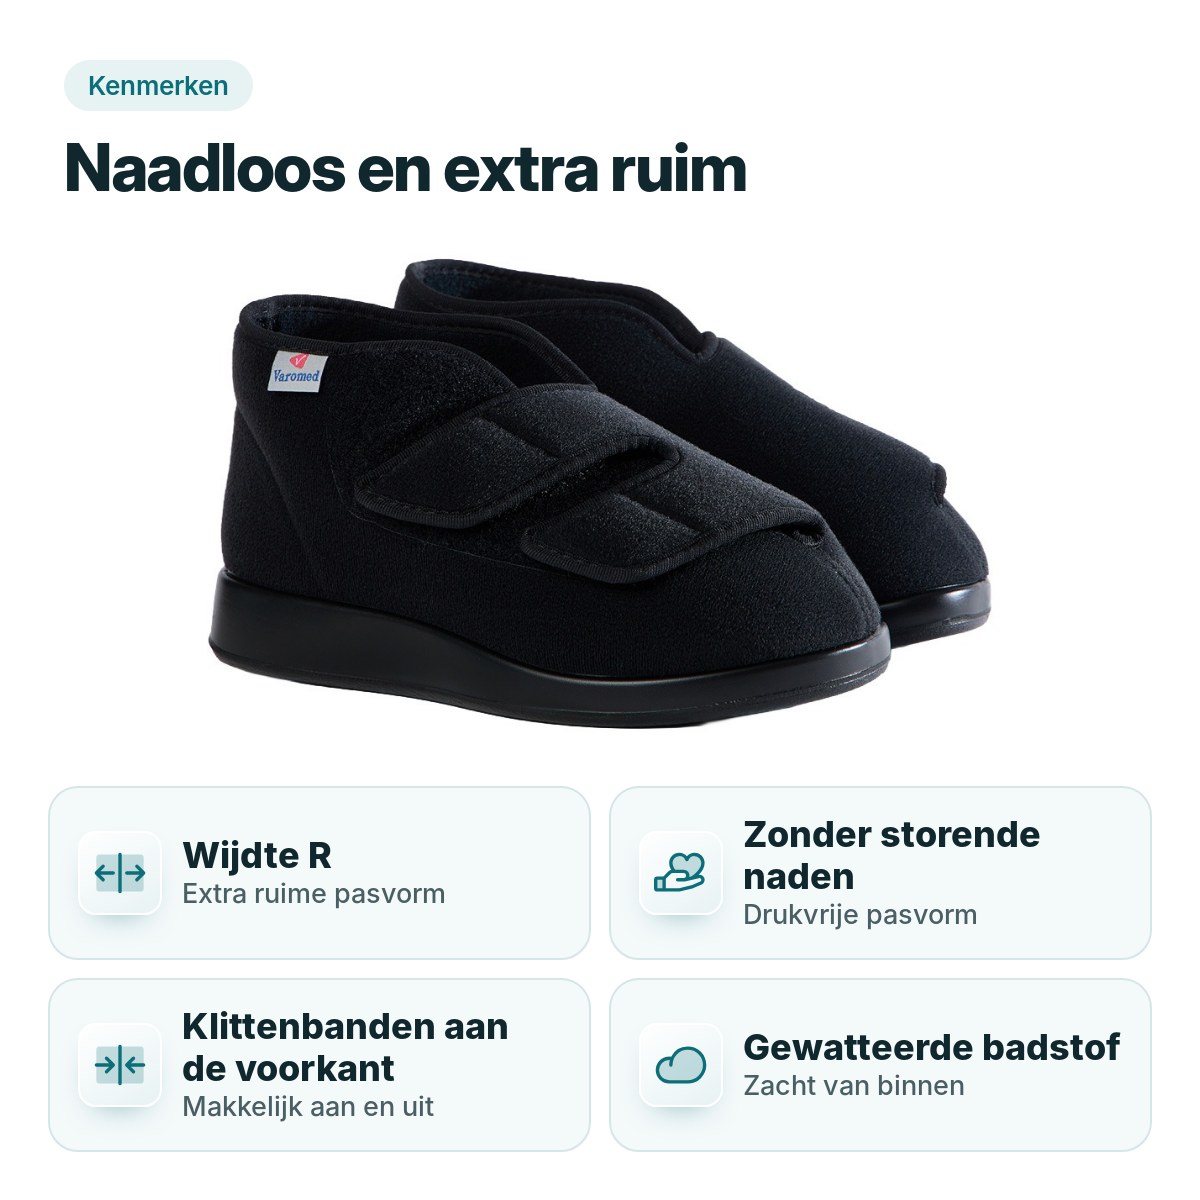 Kenmerken
Naadloos en extra ruim
Varomed
Wijdte R
Extra ruime pasvorm
Zonder storende
naden
Drukvrije pasvorm
Klittenbanden aan
de voorkant
Makkelijk aan en uit
Gewatteerde badstof
Zacht van binnen